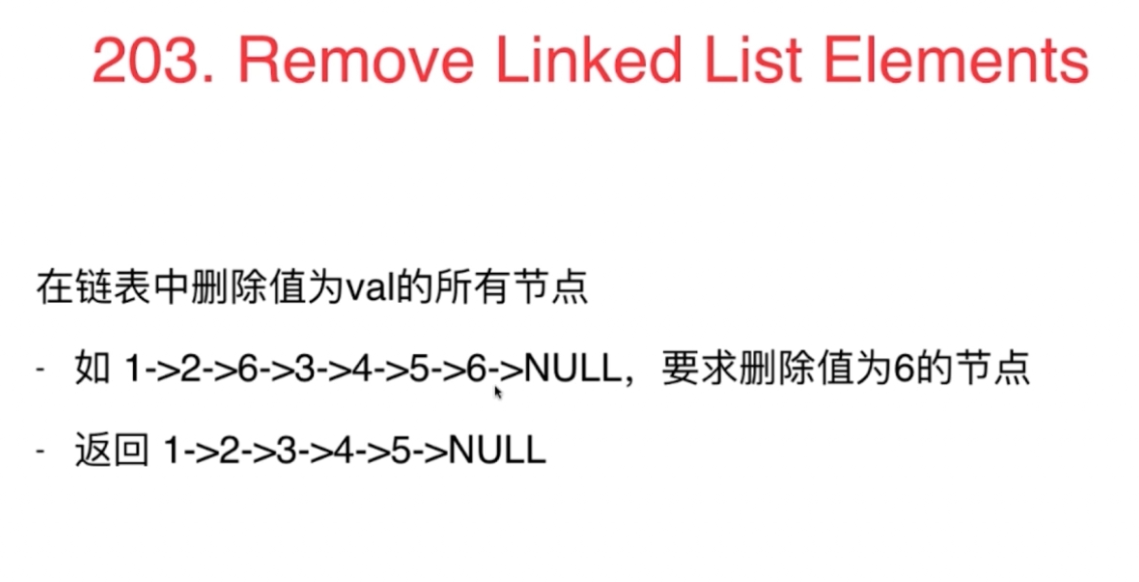 203. Remove Linked List Elements
在链表中删除值为val的所有节点
- 如 1->2->6->3->4->5->6->NULL，要求删除值为6的节点
- 返回 1->2->3->4->5->NULL